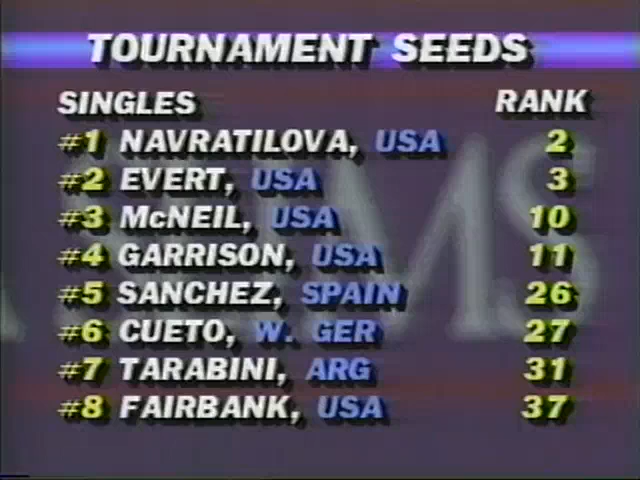 TOURNAMENT SEEDS
SINGLES RANK
#1 NAVRATILOVA, USA 2
#2 EVERT, USA 3
#3 McNEIL, USA 10
#4 GARRISON, USA 11
#5 SANCHEZ, SPAIN 26
#6 CUETO, W. GER 27
#7 TARABINI, ARG 31
#8 FAIRBANK, USA 37